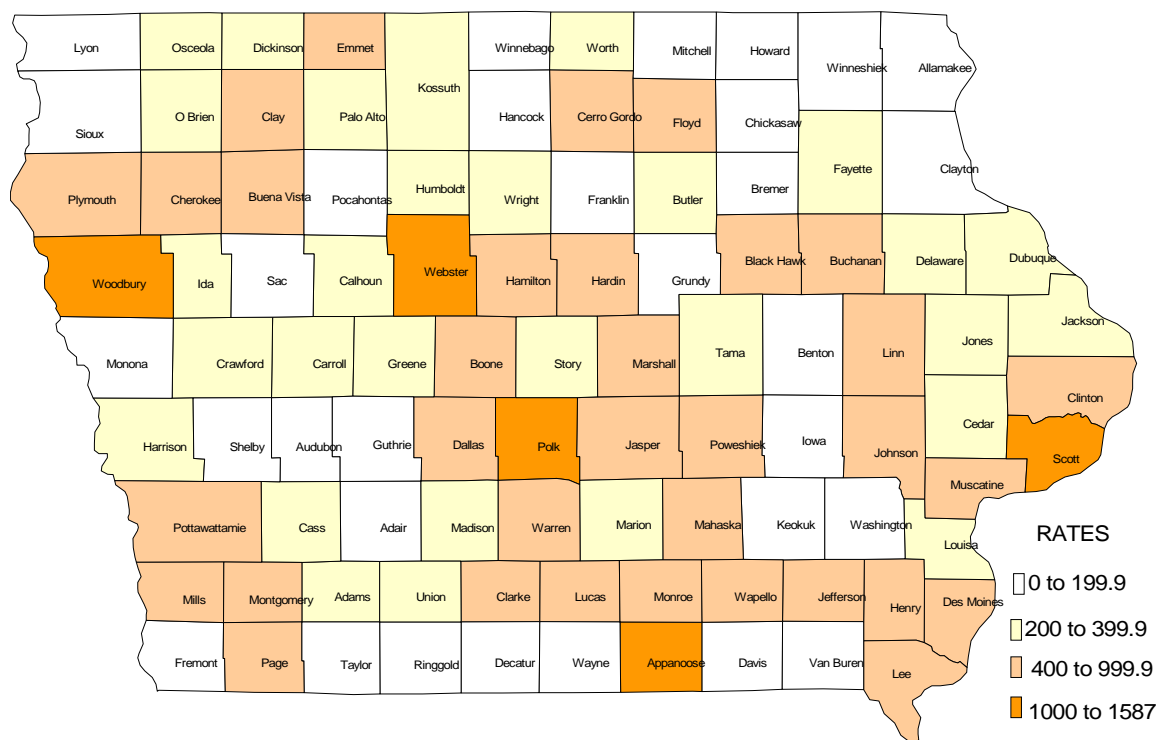 Lyon
Osceola
Dickinson
Emmet
Winnebago
Worth
Mitchell
Howard
Winneshiek
Allamakee
Kossuth
Sioux
O Brien
Clay
Palo Alto
Hancock
Cerro Gordo
Floyd
Chickasaw
Fayette
Clayton
Plymouth
Cherokee
Buena Vista
Pocahontas
Humboldt
Wright
Franklin
Butler
Bremer
Woodbury
Ida
Sac
Calhoun
Webster
Hamilton
Hardin
Grundy
Black Hawk
Buchanan
Delaware
Dubuque
Jackson
Monona
Crawford
Carroll
Greene
Boone
Story
Marshall
Tama
Benton
Linn
Jones
Clinton
Harrison
Shelby
Audubon
Guthrie
Dallas
Polk
Jasper
Poweshiek
Iowa
Johnson
Cedar
Scott
Muscatine
Pottawattamie
Cass
Adair
Madison
Warren
Marion
Mahaska
Keokuk
Washington
Louisa
Mills
Montgomery
Adams
Union
Clarke
Lucas
Monroe
Wapello
Jefferson
Henry
Des Moines
Fremont
Page
Taylor
Ringgold
Decatur
Wayne
Appanoose
Davis
Van Buren
Lee
RATES
0 to 199.9
200 to 399.9
400 to 999.9
1000 to 1587